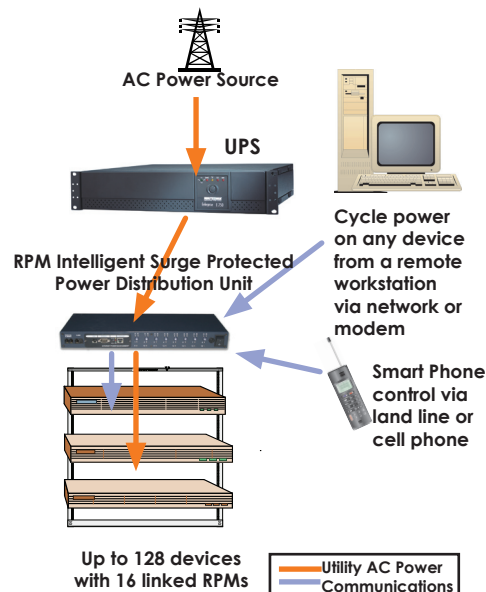 AC Power Source
UPS
Cycle power
on any device
from a remote
workstation
via network or
modem
RPM Intelligent Surge Protected
Power Distribution Unit
Smart Phone
control via
land line or
cell phone
Up to 128 devices
with 16 linked RPMs
Utility AC Power
Communications